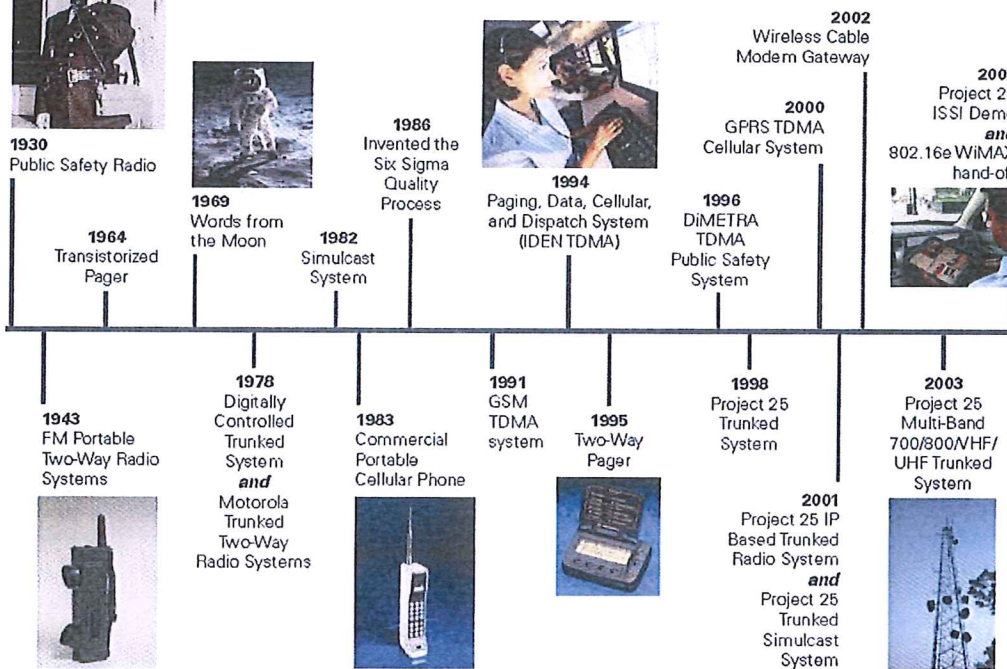 1930
Public Safety Radio
1964
Transistorized
Pager
1969
Words from
the Moon
1982
Simulcast
System
1986
Invented the
Six Sigma
Quality
Process
1994
Paging, Data, Cellular,
and Dispatch System
(IDEN TDMA)
1996
DiMETRA
TDMA
Public Safety
System
2000
GPRS TDMA
Cellular System
2002
Wireless Cable
Modem Gateway
Project
ISSI
802.16e
1943
FM Portable
Two-Way Radio
Systems
1978
Digitally
Controlled
Trunked
System
and
Motorola
Trunked
Two-Way
Radio Systems
1983
Commercial
Portable
Cellular Phone
1991
GSM
TDMA
system
1995
Two-Way
Pager
1998
Project 25
Trunked
System
2001
Project 25 IP
Based Trunked
Radio System
and
Project 25
Trunked
Simulcast
System
2003
Project 25
Multi-Band
700/800/VHF/
UHF Trunked
System